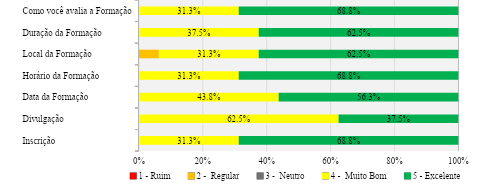 Como você avalia a Formação 31.3% 68.8%
Duração da Formação 37.5% 62.5%
Local da Formação 31.3% 62.5%
Horário da Formação 31.3% 68.8%
Data da Formação 43.8% 56.3%
Divulgação 62.5% 37.5%
Inscrição 31.3% 68.8%
0% 20% 40% 60% 80% 100%
1 - Ruim 2 - Regular 3 - Neutro 4 - Muito Bom 5 - Excelente